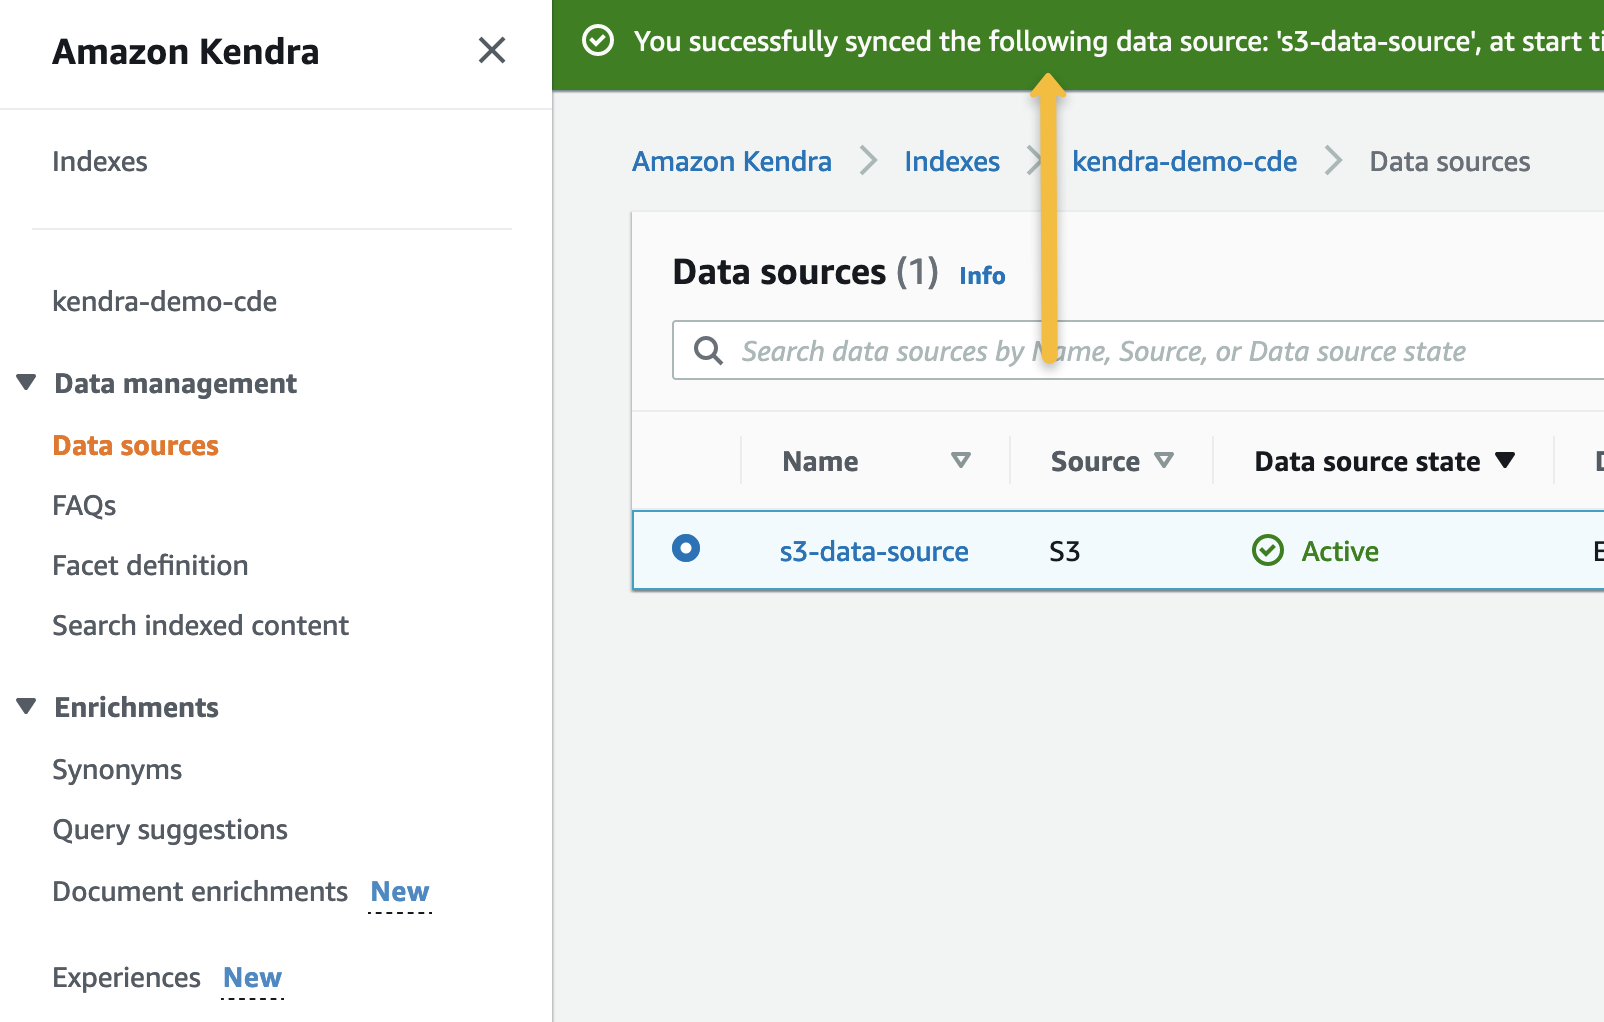 Amazon Kendra
Indexes
kendra-demo-cde
Data management
Data sources
FAQs
Facet definition
Search indexed content
Enrichments
Synonyms
Query suggestions
Document enrichments New
Experiences New
You successfully synced the following data source: 's3-data-source', at start
Amazon Kendra Indexes kendra-demo-cde Data sources
Data sources (1) Info
Search data sources by Name, Source, or Data source state
Name Source Data source state
s3-data-source S3 Active